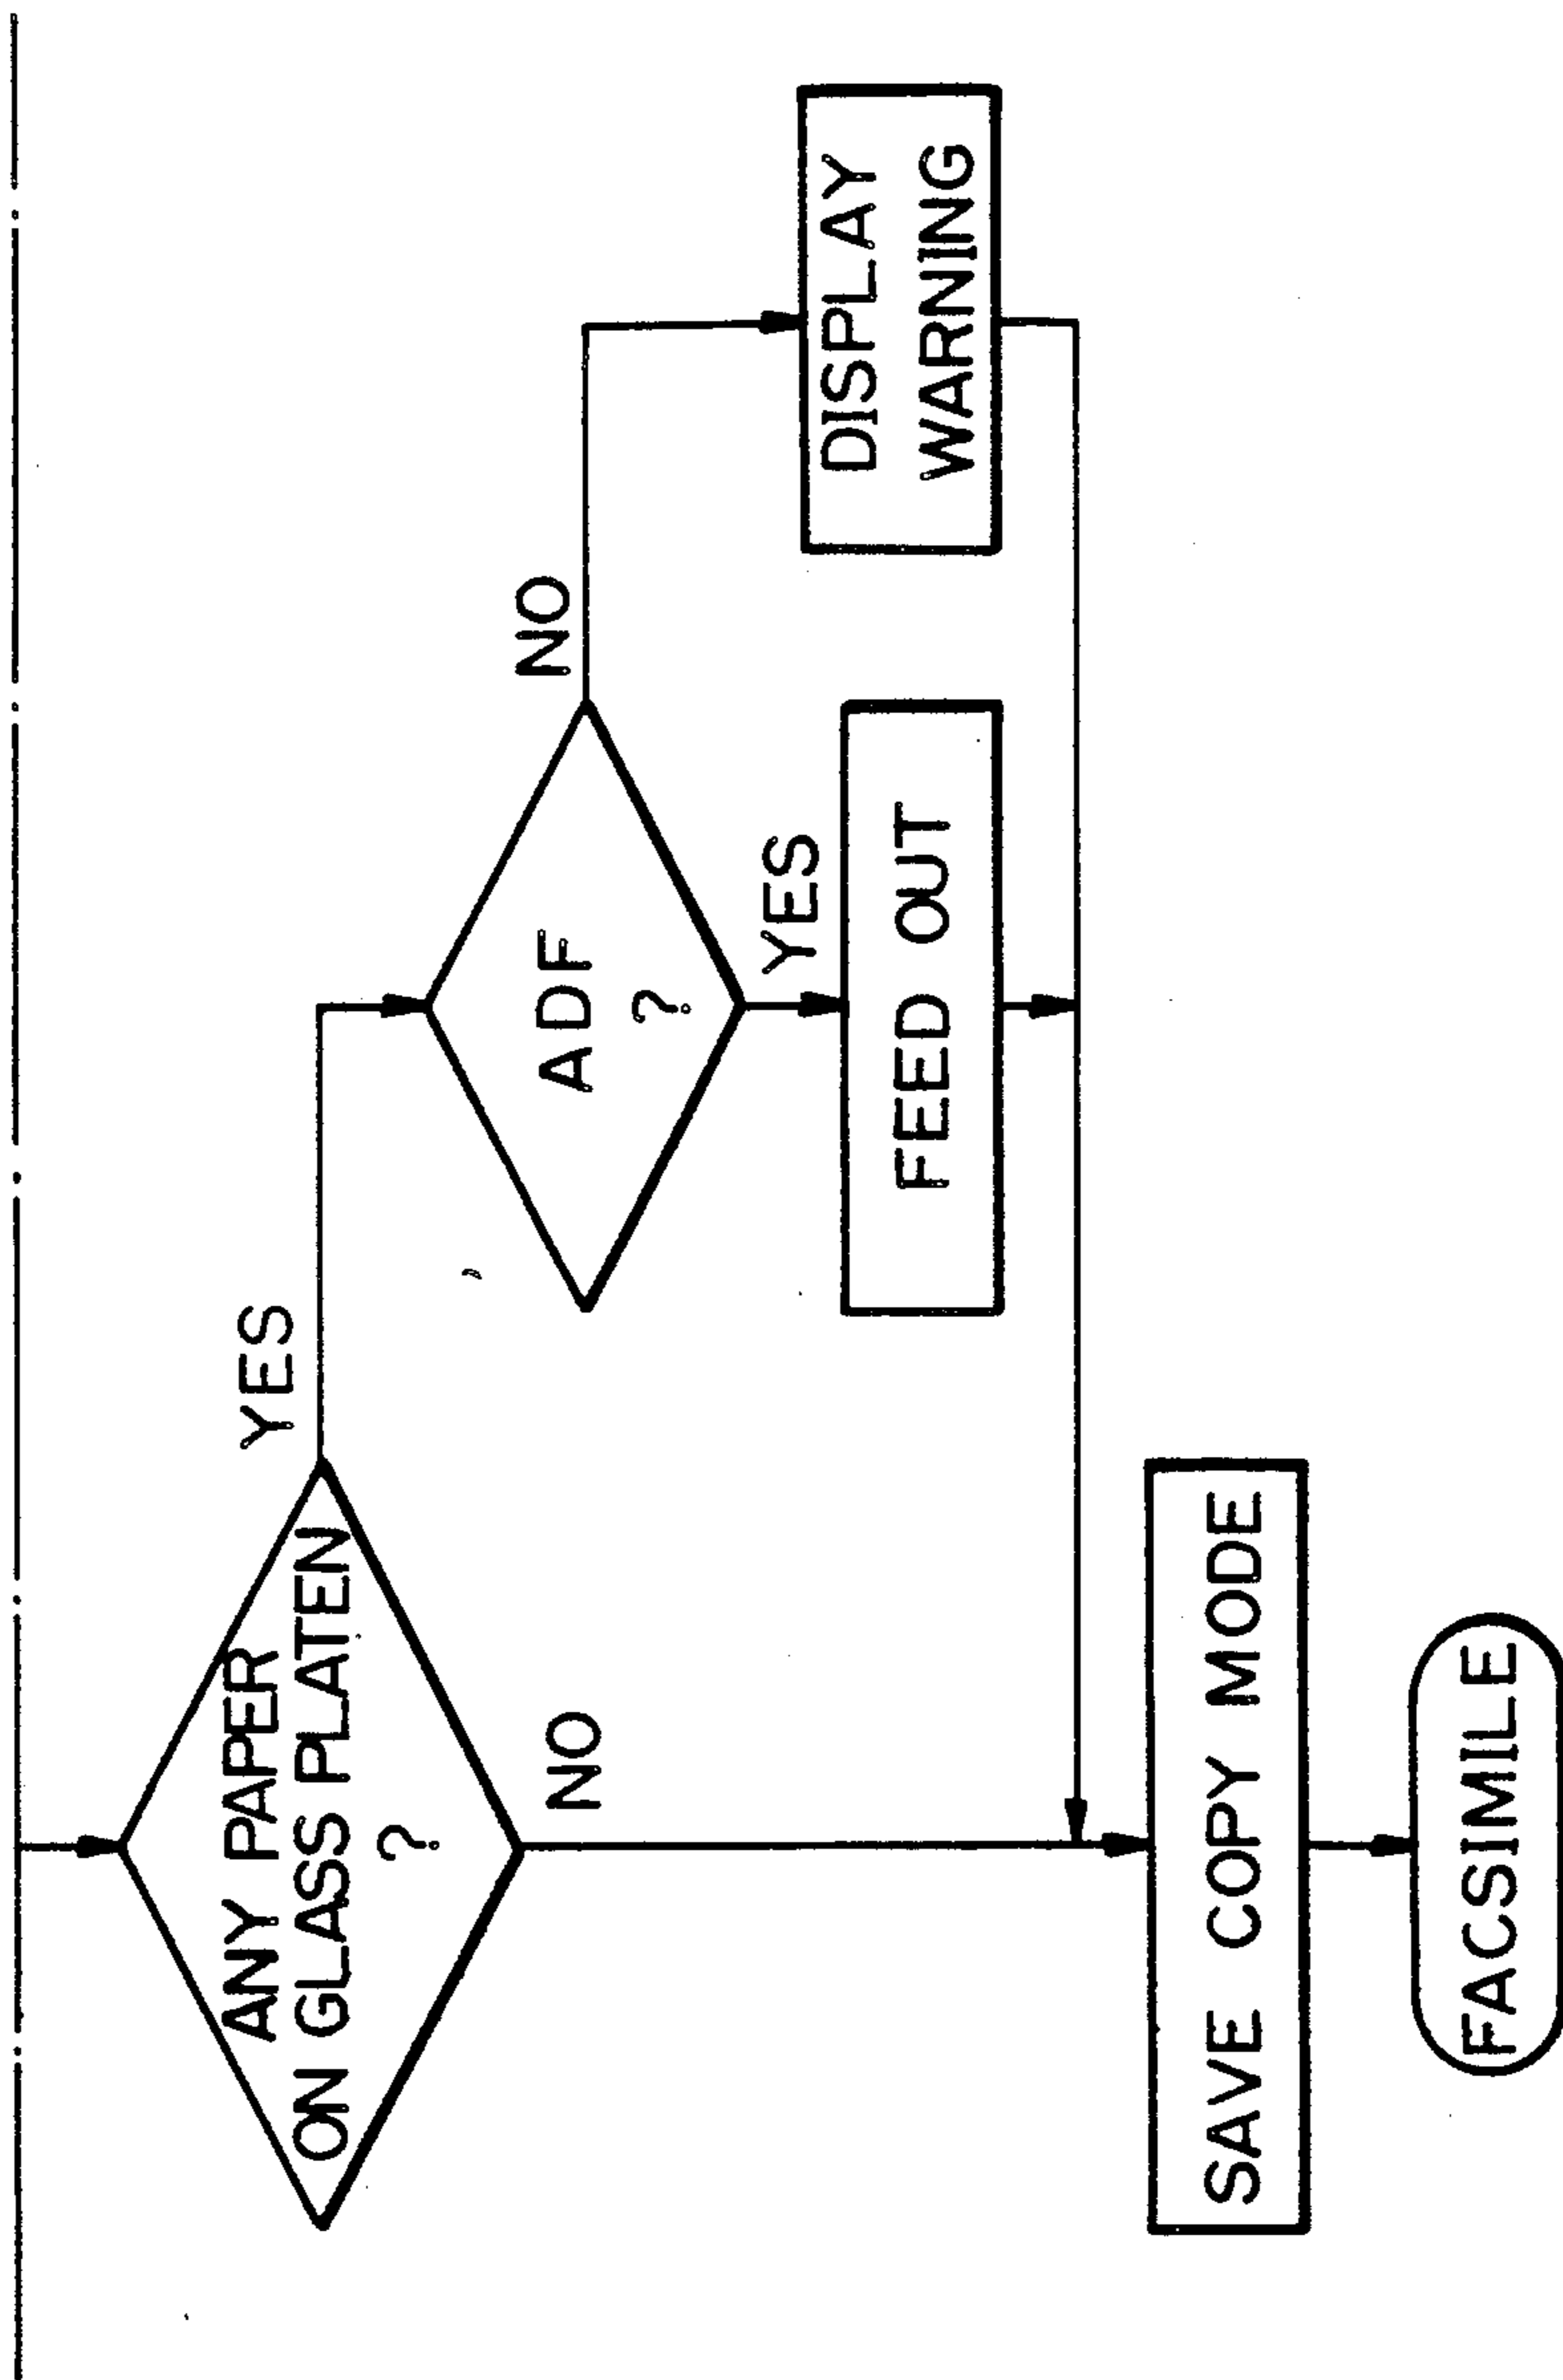 ANY PAPER
ON GLASS PLATEN
?
YES
NO
ADF
?
NO
YES
FEED OUT
DISPLAY
WARNING
SAVE COPY MODE
FACSIMILE